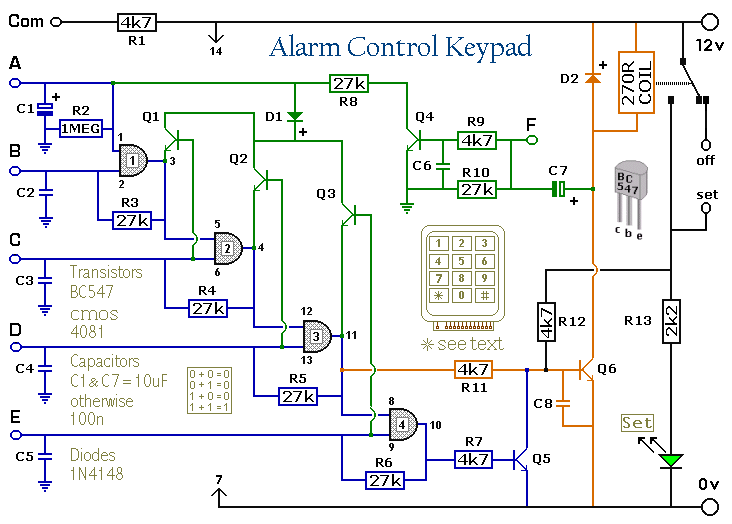 Com
4k7
R1
14
Alarm Control Keypad
12v
A
C1
+
R2
1MEG
1
1
2
3
Q1
D1
+
27k
R8
Q4
R9
4k7
F
C6
R10
27k
C7
+
D2
+
270R
COIL
off
set
BC
547
c b e
B
C2
R3
27k
Q2
Q3
5
2
6
4
C
C3
Transistors
BC547
cmos
4081
R4
27k
12
3
13
11
1 2 3
4 5 6
7 8 9
* 0 #
* see text
4k7
R12
R13
2k2
D
C4
Capacitors
C1 & C7 = 10uF
otherwise
100n
0 + 0 = 0
0 + 1 = 0
1 + 0 = 0
1 + 1 = 1
R5
27k
4k7
R11
Q6
C8
E
C5
Diodes
1N4148
8
4
9
10
R6
27k
R7
4k7
Q5
Set
7
0v